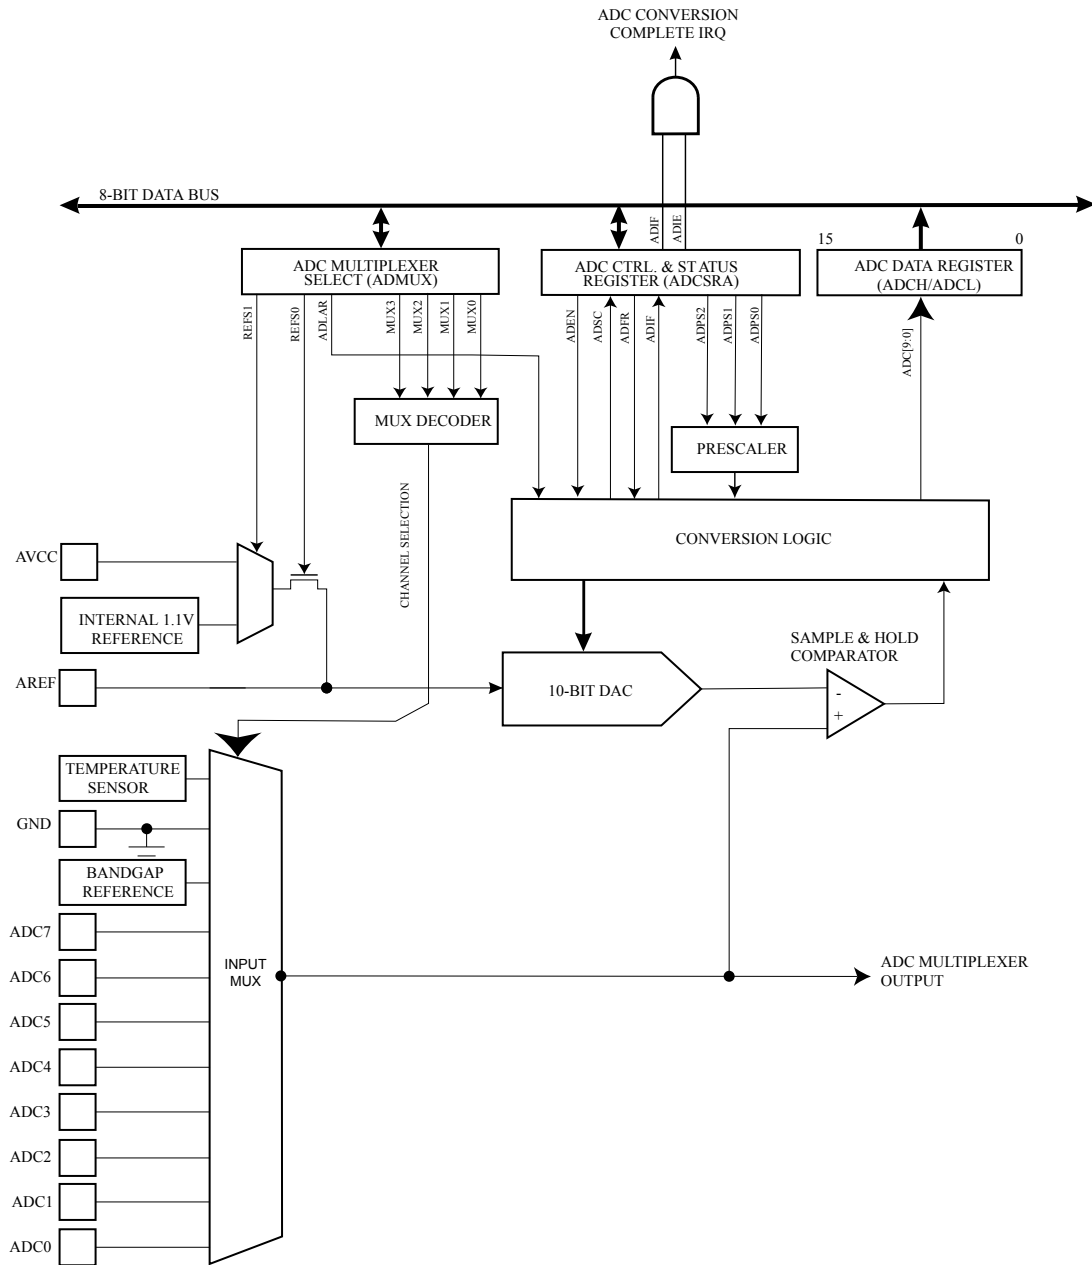 ADC CONVERSION
COMPLETE IRQ
8-BIT DATA BUS
ADIF
ADIE
15
0
ADC MULTIPLEXER
SELECT (ADMUX)
ADC CTRL. & STATUS
REGISTER (ADCSRA)
ADC DATA REGISTER
(ADCH/ADCL)
REFS1
REFS0
ADLAR
MUX3
MUX2
MUX1
MUX0
ADEN
ADSC
ADFR
ADIF
ADPS2
ADPS1
ADPS0
ADC[9:0]
MUX DECODER
PRESCALER
CHANNEL SELECTION
CONVERSION LOGIC
AVCC
INTERNAL 1.1V
REFERENCE
SAMPLE & HOLD
COMPARATOR
AREF
10-BIT DAC
-
+
TEMPERATURE
SENSOR
GND
BANDGAP
REFERENCE
ADC7
ADC6
INPUT
MUX
ADC MULTIPLEXER
OUTPUT
ADC5
ADC4
ADC3
ADC2
ADC1
ADC0